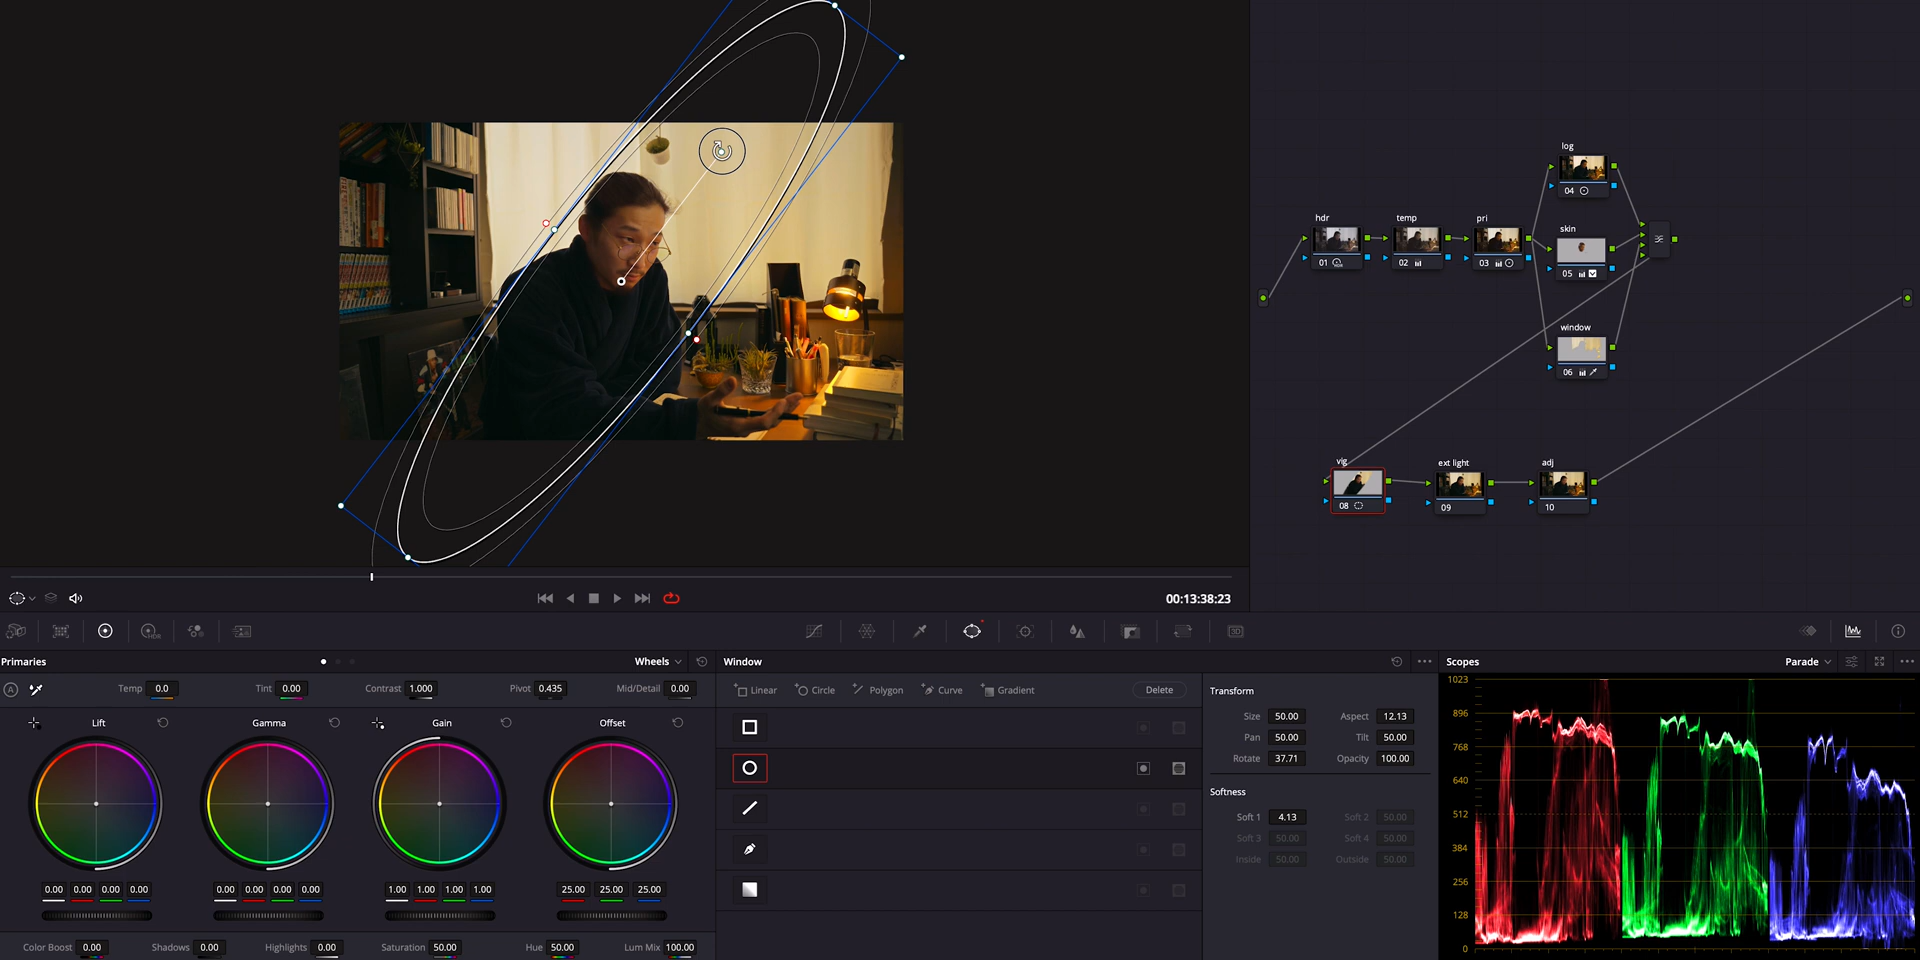 log
04
hdr
temp
pri
skin
01
02
03
05
window
06
vig
ext light
adj
08
09
10
00:13:38:23
HDR
3D
Primaries
Wheels
Window
Scopes
Parade
A
Temp 0.0
Tint 0.00
Contrast 1.000
Pivot 0.435
Mid/Detail 0.00
Linear
Circle
Polygon
Curve
Gradient
Delete
Transform
Lift
Gamma
Gain
Offset
Size 50.00 Aspect 12.13
Pan 50.00 Tilt 50.00
Rotate 37.71 Opacity 100.00
Softness
Soft 1 4.13 Soft 2 50.00
Soft 3 50.00 Soft 4 50.00
Inside 50.00 Outside 50.00
0.00 0.00 0.00 0.00
0.00 0.00 0.00 0.00
1.00 1.00 1.00 1.00
25.00 25.00 25.00
Color Boost 0.00
Shadows 0.00
Highlights 0.00
Saturation 50.00
Hue 50.00
Lum Mix 100.00
1023
896
768
640
512
384
256
128
0